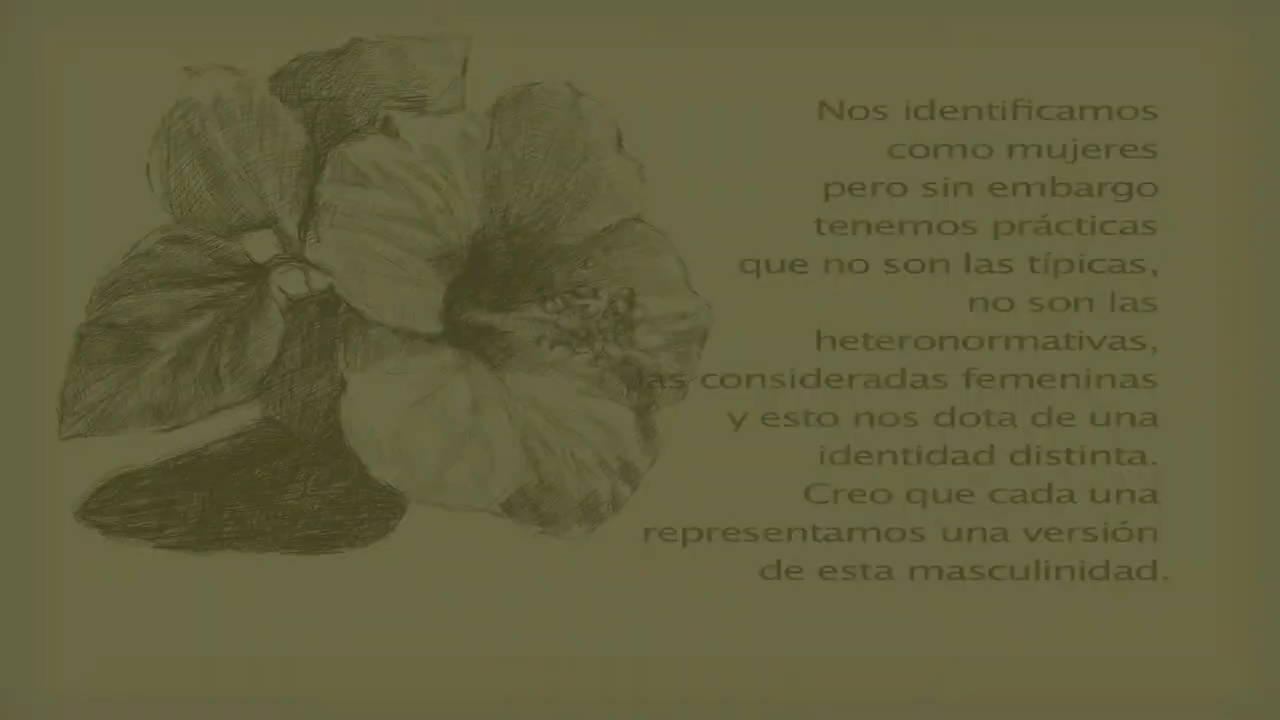 Nos identificamos
como mujeres
pero sin embargo
tenemos prácticas
que no son las típicas,
no son las
heteronormativas,
las consideradas femeninas
y esto nos dota de una
identidad distinta.
Creo que cada una
representamos una versión
de esta masculinidad.